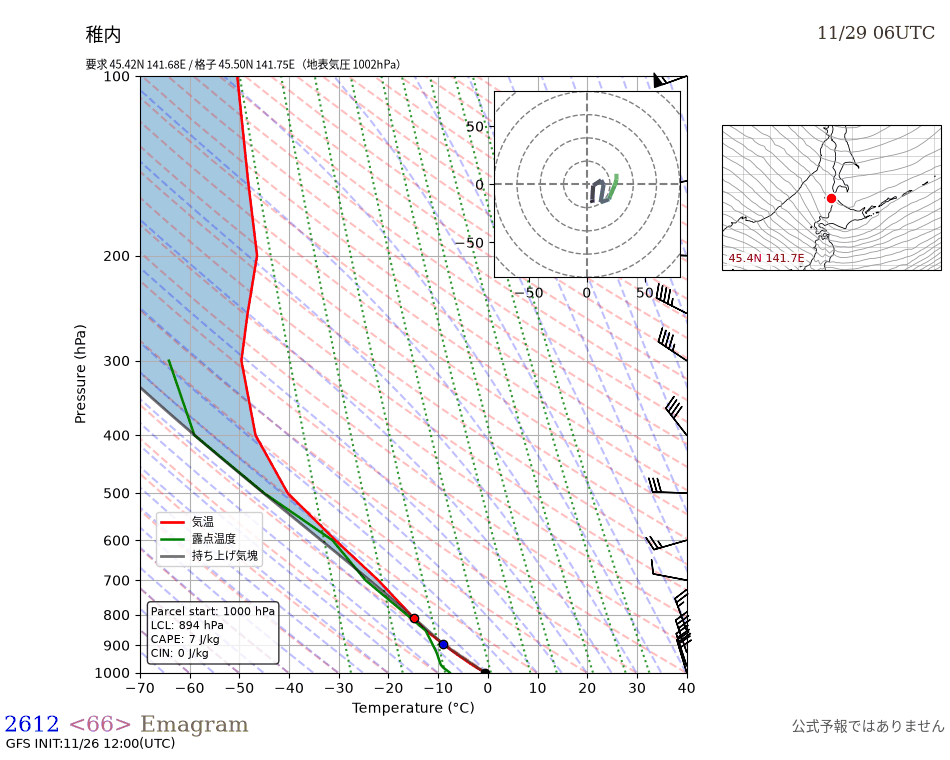 稚内
11/29 06UTC
要求 45.42N 141.68E / 格子 45.50N 141.75E（地表気圧 1002hPa）
100
200
300
400
500
600
700
800
900
1000
Pressure (hPa)
50
0
−50
−50 0 50
45.4N 141.7E
気温
露点温度
持ち上げ気塊
Parcel start: 1000 hPa
LCL: 894 hPa
CAPE: 7 J/kg
CIN: 0 J/kg
−70 −60 −50 −40 −30 −20 −10 0 10 20 30 40
Temperature (°C)
2612 <66> Emagram
公式予報ではありません
GFS INIT:11/26 12:00(UTC)